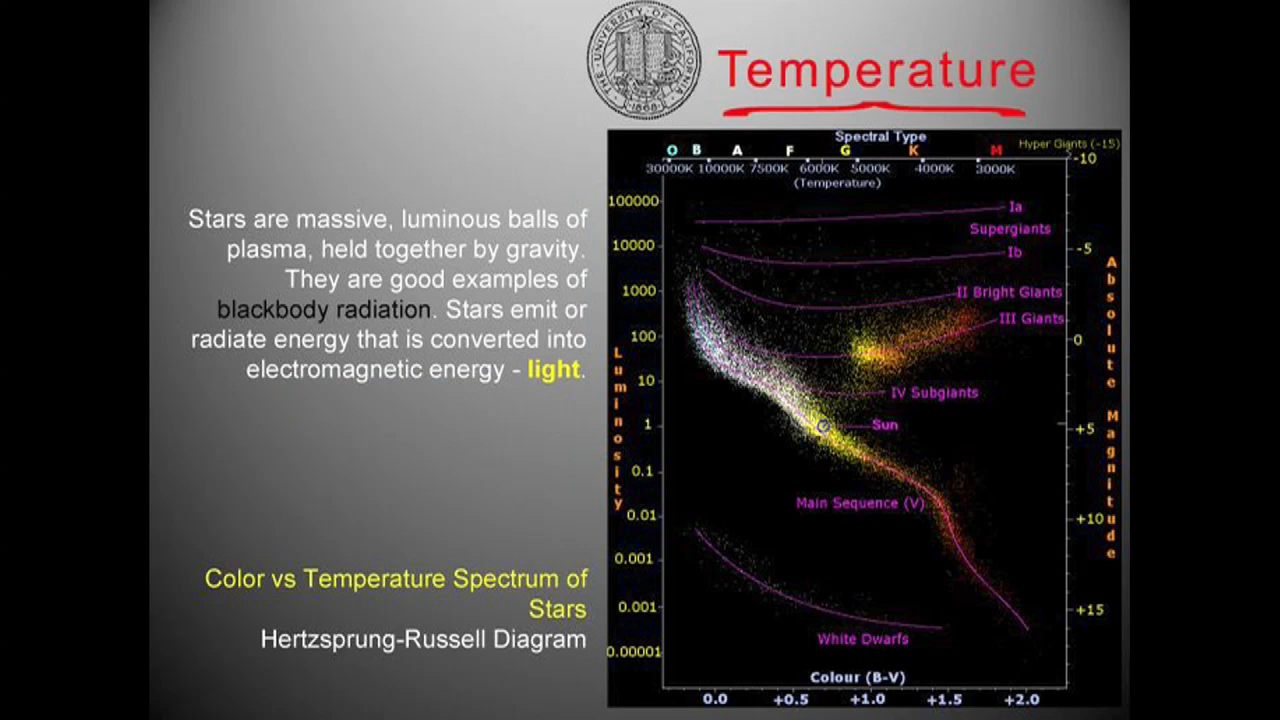 THE UNIVERSITY OF CALIFORNIA
1868
Temperature
Stars are massive, luminous balls of
plasma, held together by gravity.
They are good examples of
blackbody radiation. Stars emit or
radiate energy that is converted into
electromagnetic energy - light.
Color vs Temperature Spectrum of
Stars
Hertzsprung-Russell Diagram
Spectral Type
Hyper Giants (-15)
O B A F G K M
30000K 10000K 7500K 6000K 5000K 4000K 3000K
(Temperature)
100000
10000
1000
100
10
1
0.1
0.01
0.001
0.001
0.00001
Luminosity
Ia
Supergiants
Ib
II Bright Giants
III Giants
IV Subgiants
Sun
Main Sequence (V)
White Dwarfs
-10
-5
0
+5
+10
+15
Absolute Magnitude
Colour (B-V)
0.0 +0.5 +1.0 +1.5 +2.0